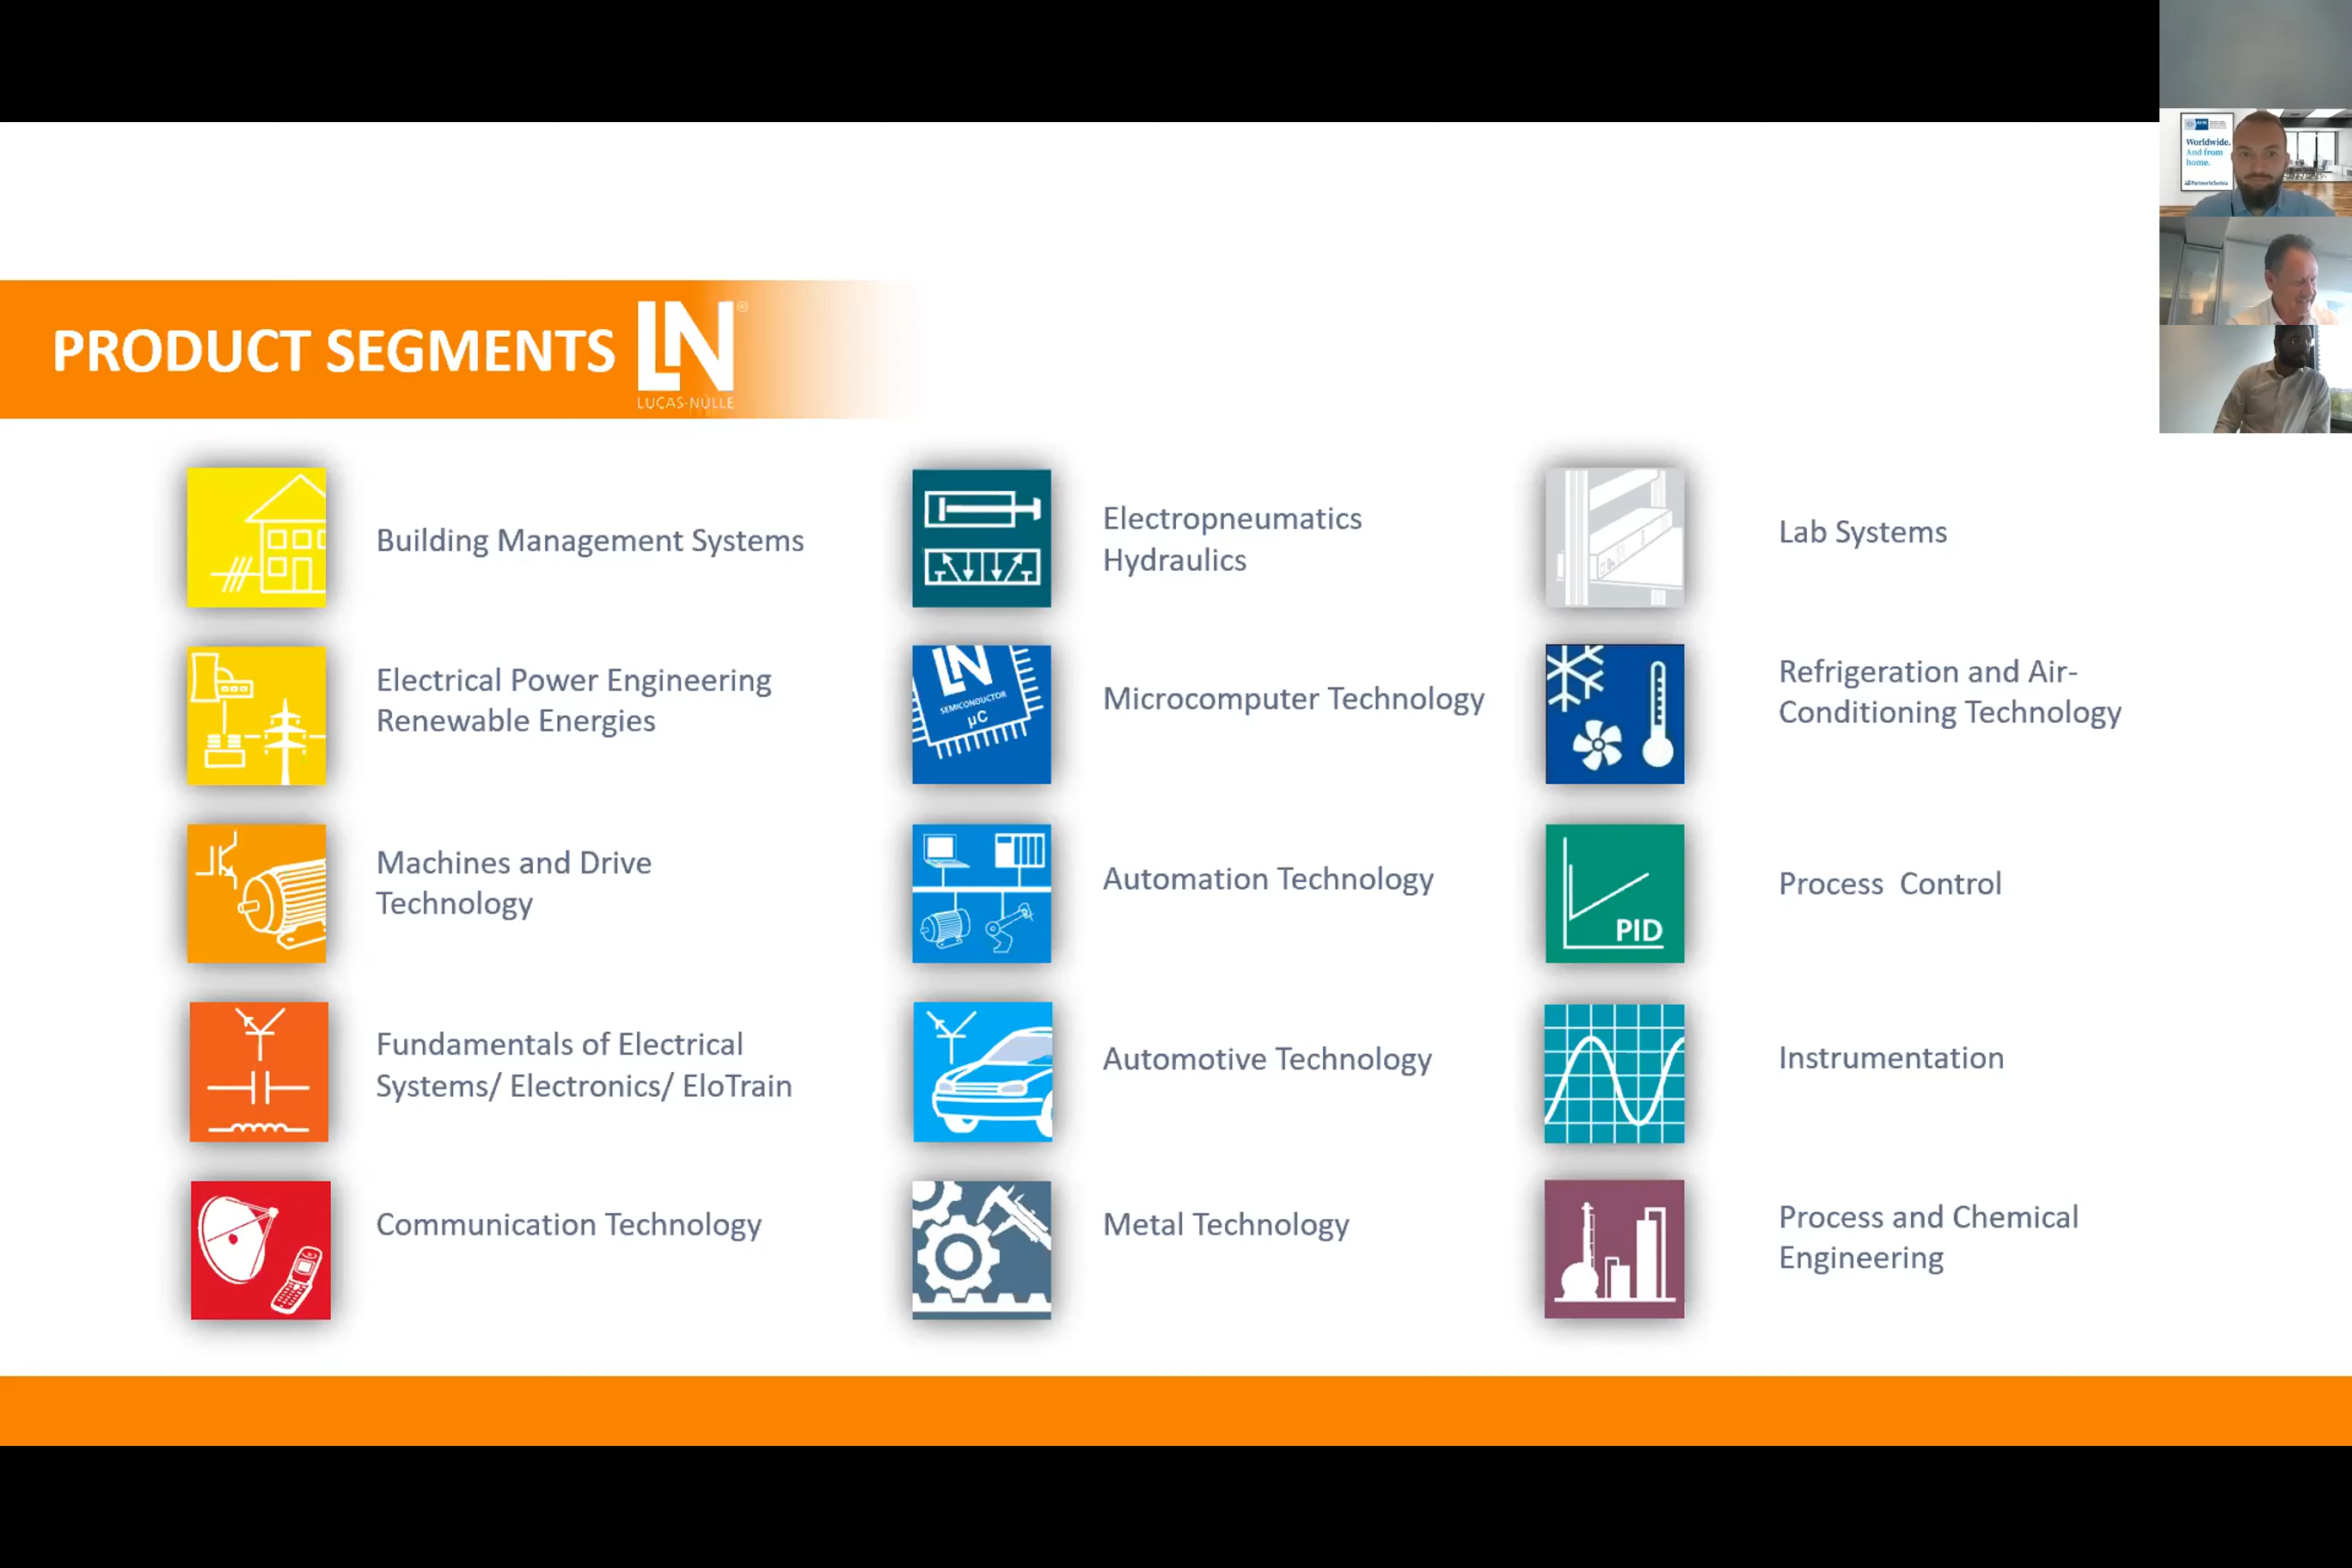 Worldwide.
And from
home.
PRODUCT SEGMENTS
LN
®
LUCAS-NÜLLE
Building Management Systems
Electrical Power Engineering
Renewable Energies
Machines and Drive
Technology
Fundamentals of Electrical
Systems/ Electronics/ EloTrain
Communication Technology
Electropneumatics
Hydraulics
LN
SEMICONDUCTOR
µC
Microcomputer Technology
Automation Technology
Automotive Technology
Metal Technology
Lab Systems
Refrigeration and Air-
Conditioning Technology
PID
Process  Control
Instrumentation
Process and Chemical
Engineering